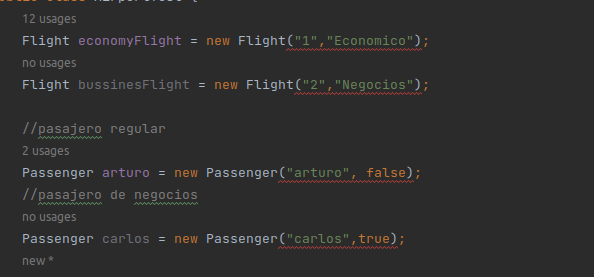 12 usages
Flight economyFlight = new Flight("1","Economico");
no usages
Flight bussinesFlight = new Flight("2","Negocios");
//pasajero regular
2 usages
Passenger arturo = new Passenger("arturo", false);
//pasajero de negocios
no usages
Passenger carlos = new Passenger("carlos",true);
new *